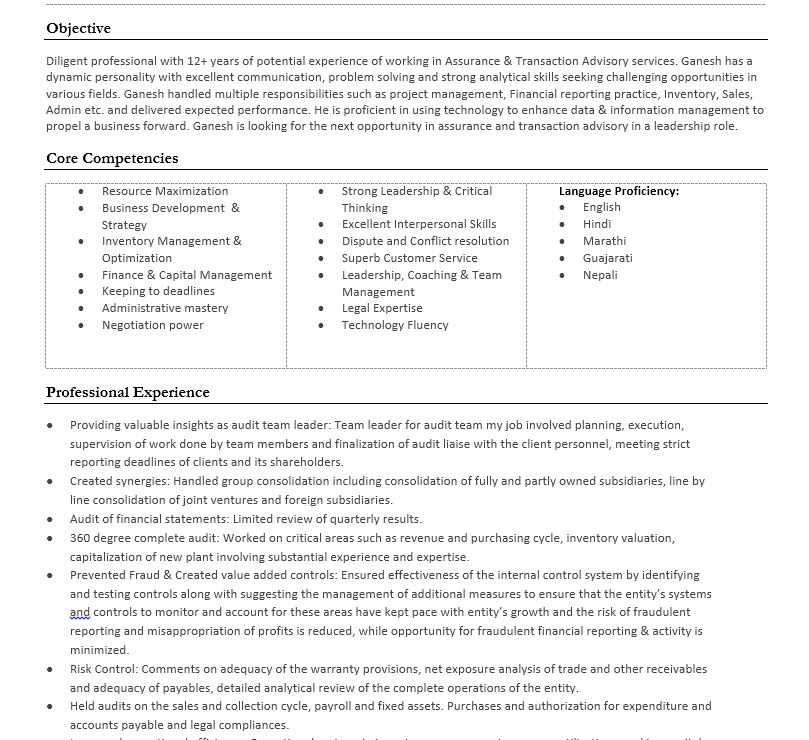 Objective
Diligent professional with 12+ years of potential experience of working in Assurance & Transaction Advisory services. Ganesh has a
dynamic personality with excellent communication, problem solving and strong analytical skills seeking challenging opportunities in
various fields. Ganesh handled multiple responsibilities such as project management, Financial reporting practice, Inventory, Sales,
Admin etc. and delivered expected performance. He is proficient in using technology to enhance data & information management to
propel a business forward. Ganesh is looking for the next opportunity in assurance and transaction advisory in a leadership role.
Core Competencies
• Resource Maximization
• Business Development &
Strategy
• Inventory Management &
Optimization
• Finance & Capital Management
• Keeping to deadlines
• Administrative mastery
• Negotiation power
• Strong Leadership & Critical
Thinking
• Excellent Interpersonal Skills
• Dispute and Conflict resolution
• Superb Customer Service
• Leadership, Coaching & Team
Management
• Legal Expertise
• Technology Fluency
Language Proficiency:
• English
• Hindi
• Marathi
• Guajarati
• Nepali
Professional Experience
• Providing valuable insights as audit team leader: Team leader for audit team my job involved planning, execution,
supervision of work done by team members and finalization of audit liaise with the client personnel, meeting strict
reporting deadlines of clients and its shareholders.
• Created synergies: Handled group consolidation including consolidation of fully and partly owned subsidiaries, line by
line consolidation of joint ventures and foreign subsidiaries.
• Audit of financial statements: Limited review of quarterly results.
• 360 degree complete audit: Worked on critical areas such as revenue and purchasing cycle, inventory valuation,
capitalization of new plant involving substantial experience and expertise.
• Prevented Fraud & Created value added controls: Ensured effectiveness of the internal control system by identifying
and testing controls along with suggesting the management of additional measures to ensure that the entity's systems
and controls to monitor and account for these areas have kept pace with entity's growth and the risk of fraudulent
reporting and misappropriation of profits is reduced, while opportunity for fraudulent financial reporting & activity is
minimized.
• Risk Control: Comments on adequacy of the warranty provisions, net exposure analysis of trade and other receivables
and adequacy of payables, detailed analytical review of the complete operations of the entity.
• Held audits on the sales and collection cycle, payroll and fixed assets. Purchases and authorization for expenditure and
accounts payable and legal compliances.